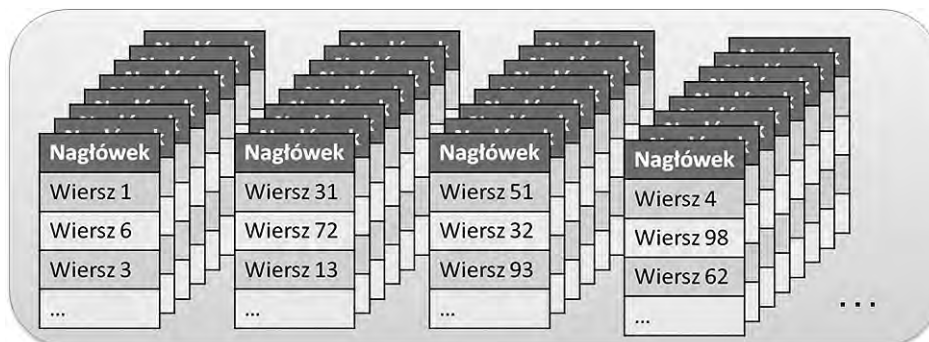 Nagłówek Nagłówek Nagłówek Nagłówek
Wiersz 1 Wiersz 31 Wiersz 51 Wiersz 4
Wiersz 6 Wiersz 72 Wiersz 32 Wiersz 98
Wiersz 3 Wiersz 13 Wiersz 93 Wiersz 62
... ... ... ...
...